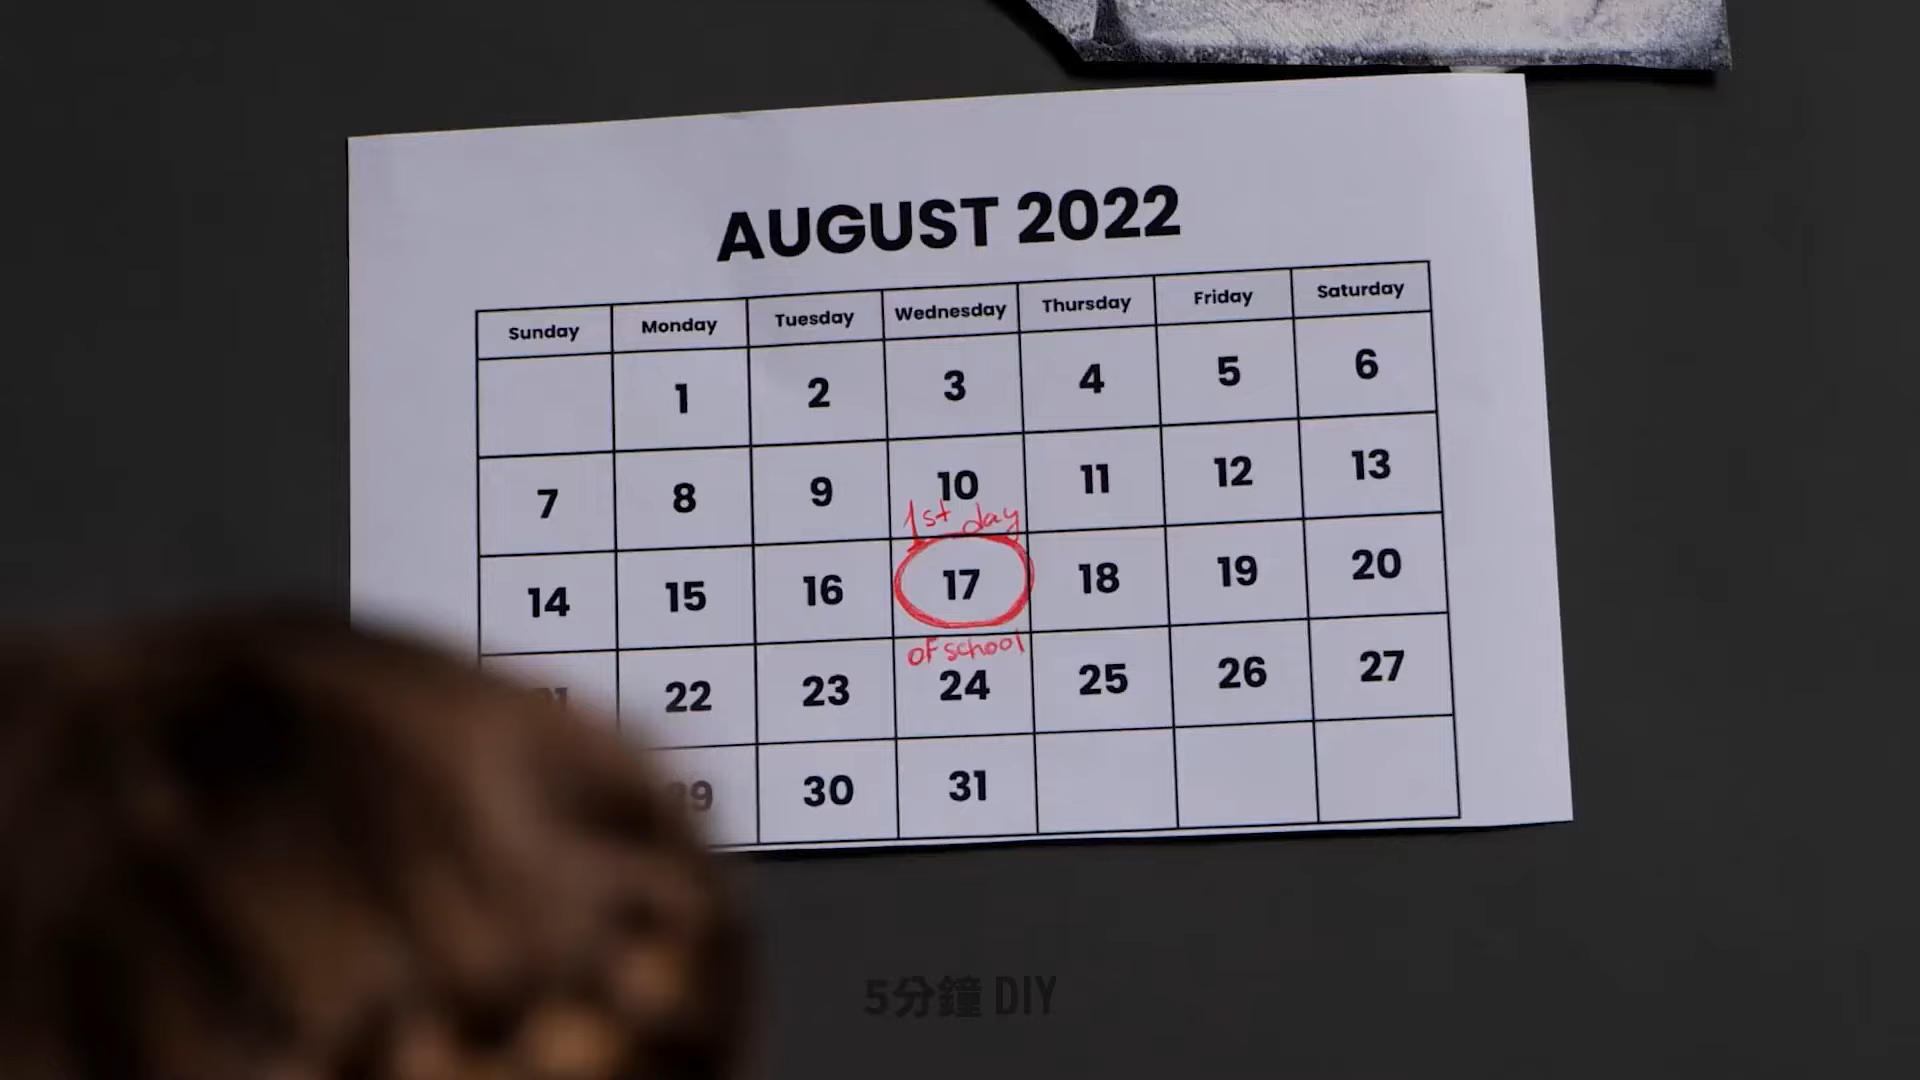 AUGUST 2022
Sunday Monday Tuesday Wednesday Thursday Friday Saturday
1 2 3 4 5 6
7 8 9 10 11 12 13
1st day
14 15 16 17 18 19 20
of school
22 23 24 25 26 27
30 31
5分鐘 DIY